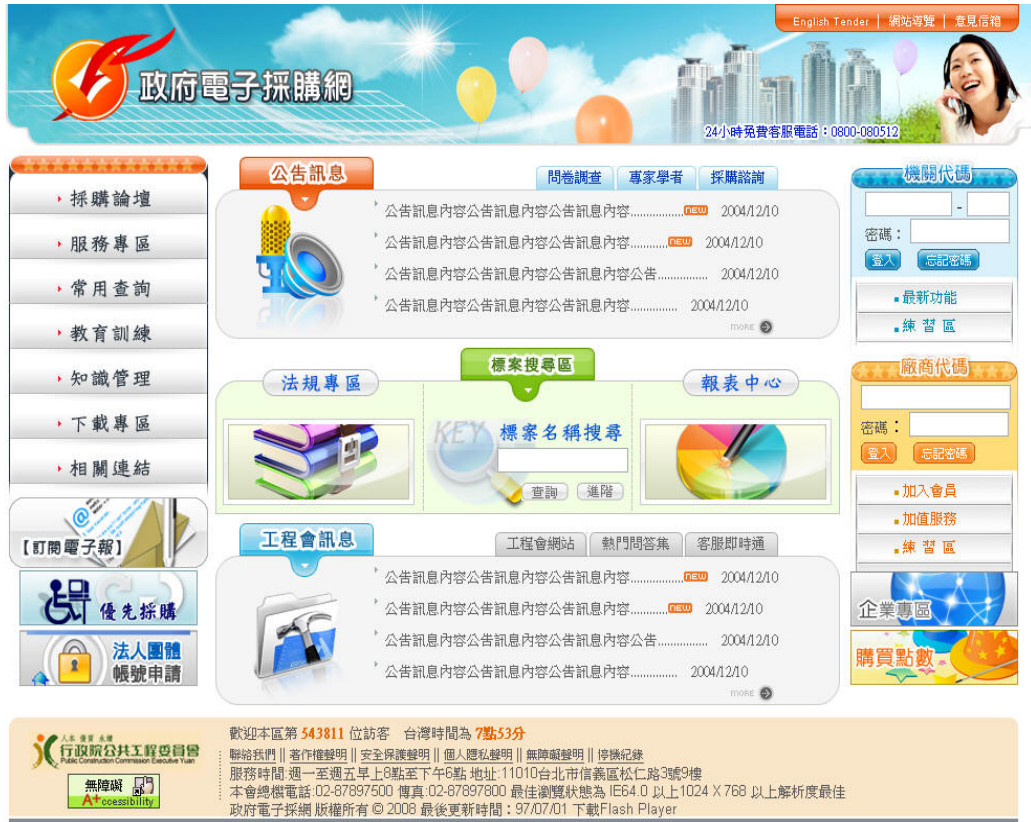 English Tender │ 網站導覽 │ 意見信箱
政府電子採購網
24小時免費客服電話：0800-080512
採購論壇
服務專區
常用查詢
教育訓練
知識管理
下載專區
相關連結
【訂閱電子報】
優先採購
法人團體
帳號申請
公告訊息
問卷調查 專家學者 採購諮詢
公告訊息內容公告訊息內容公告訊息內容............... NEW 2004/12/10
公告訊息內容公告訊息內容公告訊息內容........... NEW 2004/12/10
公告訊息內容公告訊息內容公告訊息內容公告.............. 2004/12/10
公告訊息內容公告訊息內容公告訊息內容.............. 2004/12/10
MORE
標案搜尋區
法規專區
KEY 標案名稱搜尋
查詢 進階
報表中心
工程會訊息
工程會網站 熱門問答集 客服即時通
公告訊息內容公告訊息內容公告訊息內容............... NEW 2004/12/10
公告訊息內容公告訊息內容公告訊息內容........... NEW 2004/12/10
公告訊息內容公告訊息內容公告訊息內容公告.............. 2004/12/10
公告訊息內容公告訊息內容公告訊息內容.............. 2004/12/10
MORE
機關代碼
-
密碼：
登入 忘記密碼
最新功能
練 習 區
廠商代碼
密碼：
登入 忘記密碼
加入會員
加值服務
練 習 區
企業專區
購買點數
人本 優質 永續
行政院公共工程委員會
Public Construction Commission Executive Yuan
無障礙
A+ccessibility
歡迎本區第 543811 位訪客 台灣時間為 7點53分
聯絡我們 || 著作權聲明 || 安全保護聲明 || 個人隱私聲明 || 無障礙聲明 || 停機紀錄
服務時間:週一至週五早上8點至下午6點 地址:11010台北市信義區松仁路3號9樓
本會總機電話:02-87897500 傳真:02-87897800 最佳瀏覽狀態為 IE64.0 以上1024 X 768 以上解析度最佳
政府電子採網 版權所有 © 2008 最後更新時間：97/07/01 下載Flash Player